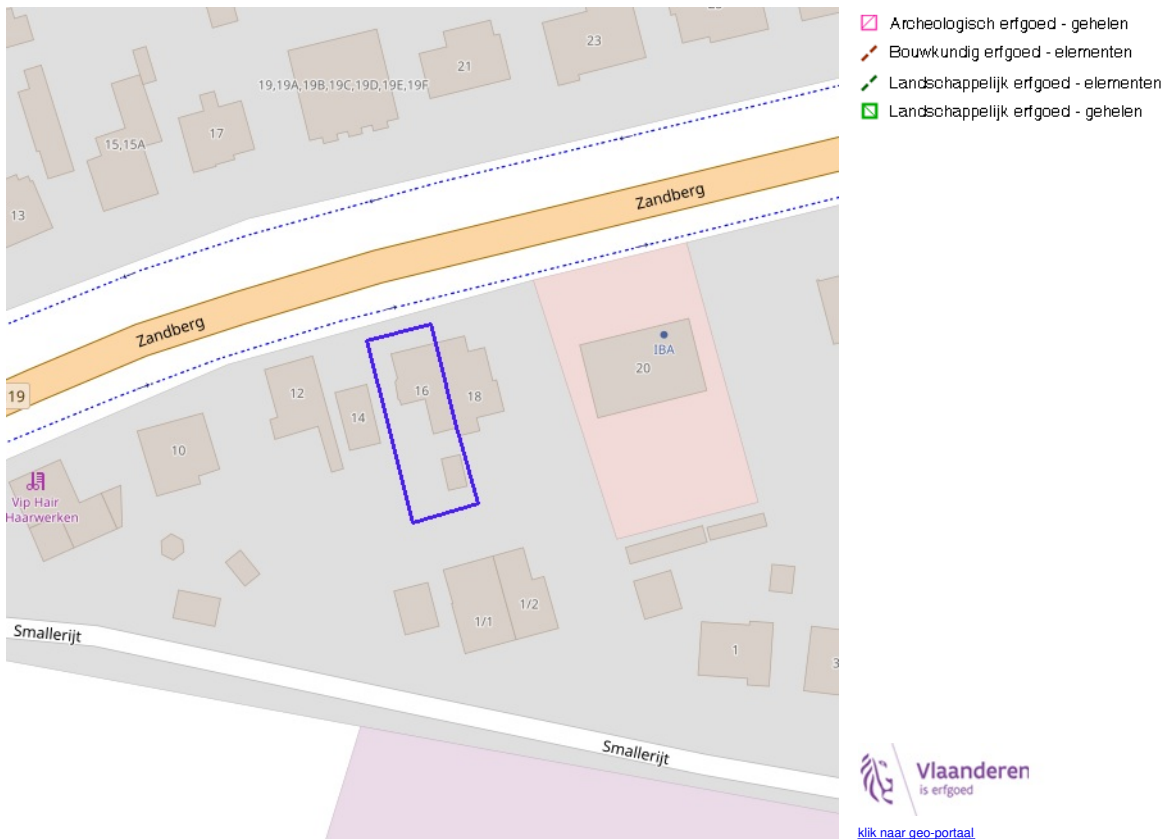 23
21
19,19A,19B,19C,19D,19E,19F
17
15,15A
13
Zandberg
Zandberg
19
IBA
20
16
18
12
14
10
Vip Hair
Haarwerken
1/2
1/1
Smallerijt
1
3
Smallerijt
Archeologisch erfgoed - gehelen
Bouwkundig erfgoed - elementen
Landschappelijk erfgoed - elementen
Landschappelijk erfgoed - gehelen
Vlaanderen
is erfgoed
klik naar geo-portaal